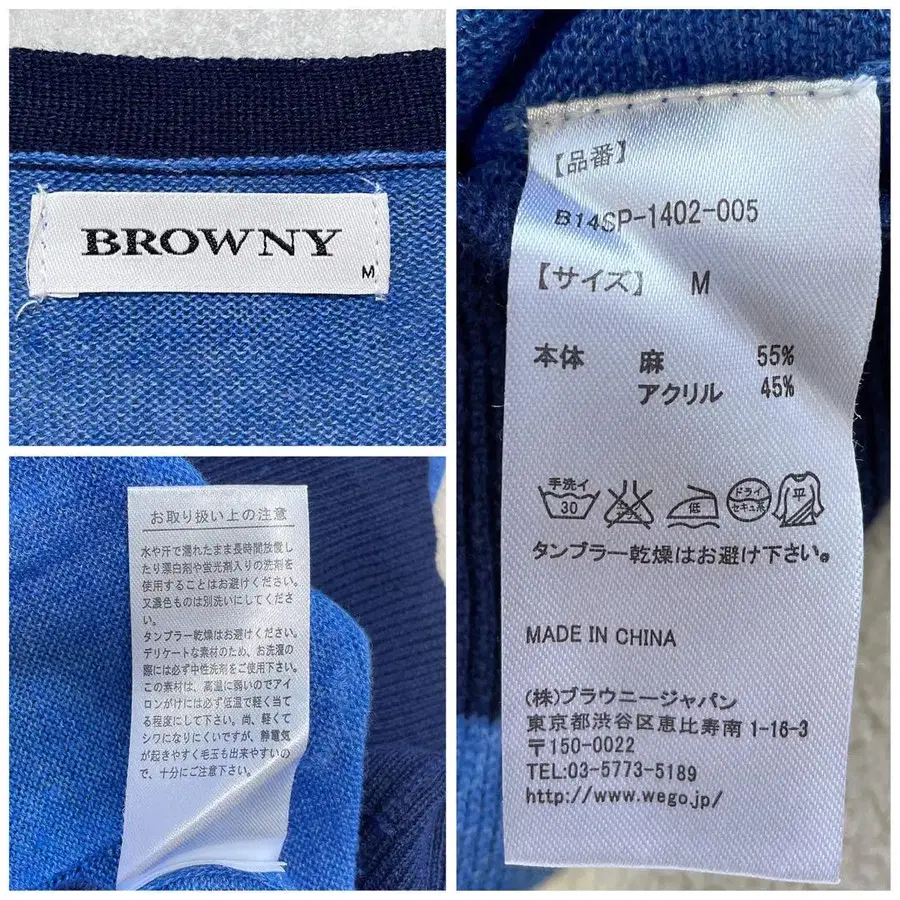 BROWNY
M
【品番】
B14SP-1402-005
【サイズ】 M
本体 麻 55%
アクリル 45%
手洗イ 30 低 ドライ セキユ系 平
タンブラー乾燥はお避け下さい。
MADE IN CHINA
(株)ブラウニージャパン
東京都渋谷区恵比寿南 1-16-3
〒150-0022
TEL:03-5773-5189
http://www.wego.jp/
お取り扱い上の注意
水や汗で濡れたまま長時間放置し
たり漂白剤や蛍光剤入りの洗剤を
使用することはお避けください。
又濃色ものは別洗いにしてくださ
い。
タンブラー乾燥はお避けください。
デリケートな素材のため、お洗濯
の際には必ず中性洗剤をご使用下さい。
この素材は、高温に弱いのでアイ
ロンがけには必ず低温で軽く当て
る程度にして下さい。尚、軽くて
シワになりにくいですが、静電気
が起きやすく毛玉も出来やすいの
で、十分にご注意下さい。